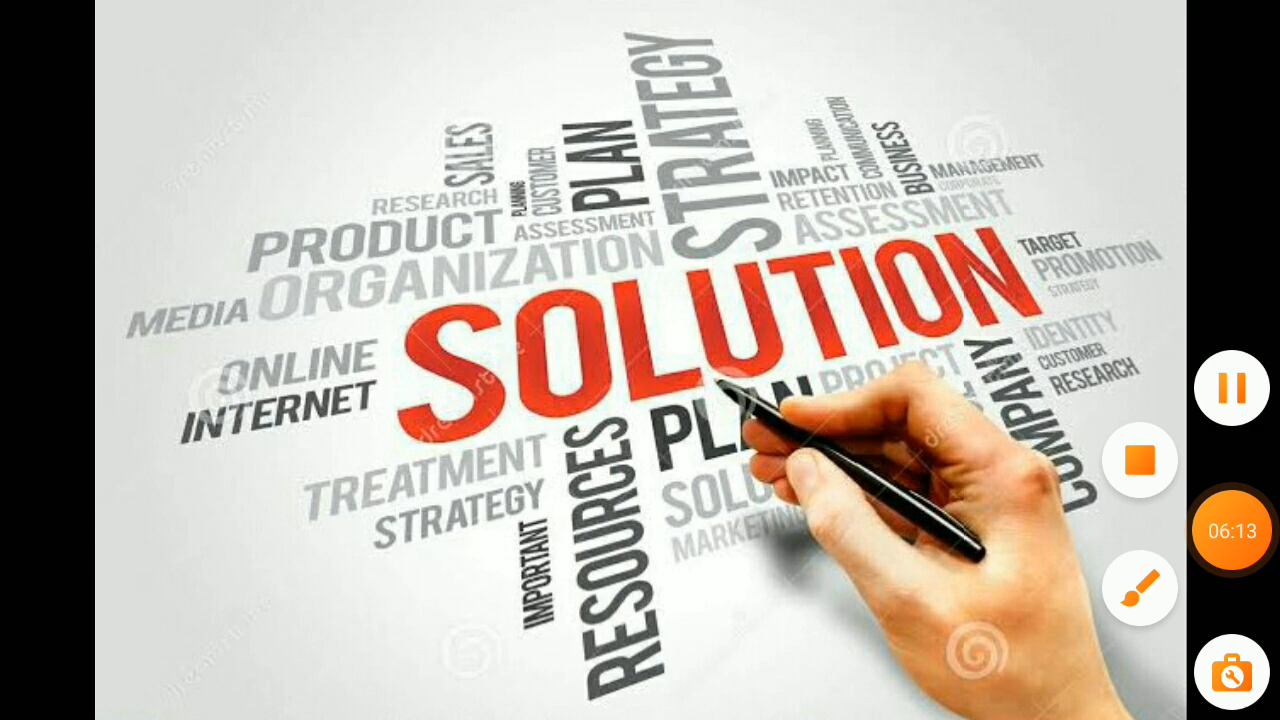 STRATEGY
SALES
PLANNING
CUSTOMER
PLAN
PLANNING
COMMUNICATION
BUSINESS
IMPACT
MANAGEMENT
CORPORATE
RESEARCH
RETENTION
PRODUCT
ASSESSMENT
ASSESSMENT
ORGANIZATION
MEDIA
SOLUTION
TARGET
PROMOTION
STRATEGY
ONLINE
INTERNET
PROJECT
IDENTITY
CUSTOMER
RESEARCH
COMPANY
PLAN
TREATMENT
STRATEGY
RESOURCES
IMPORTANT
SOLU
MARKETING
06:13